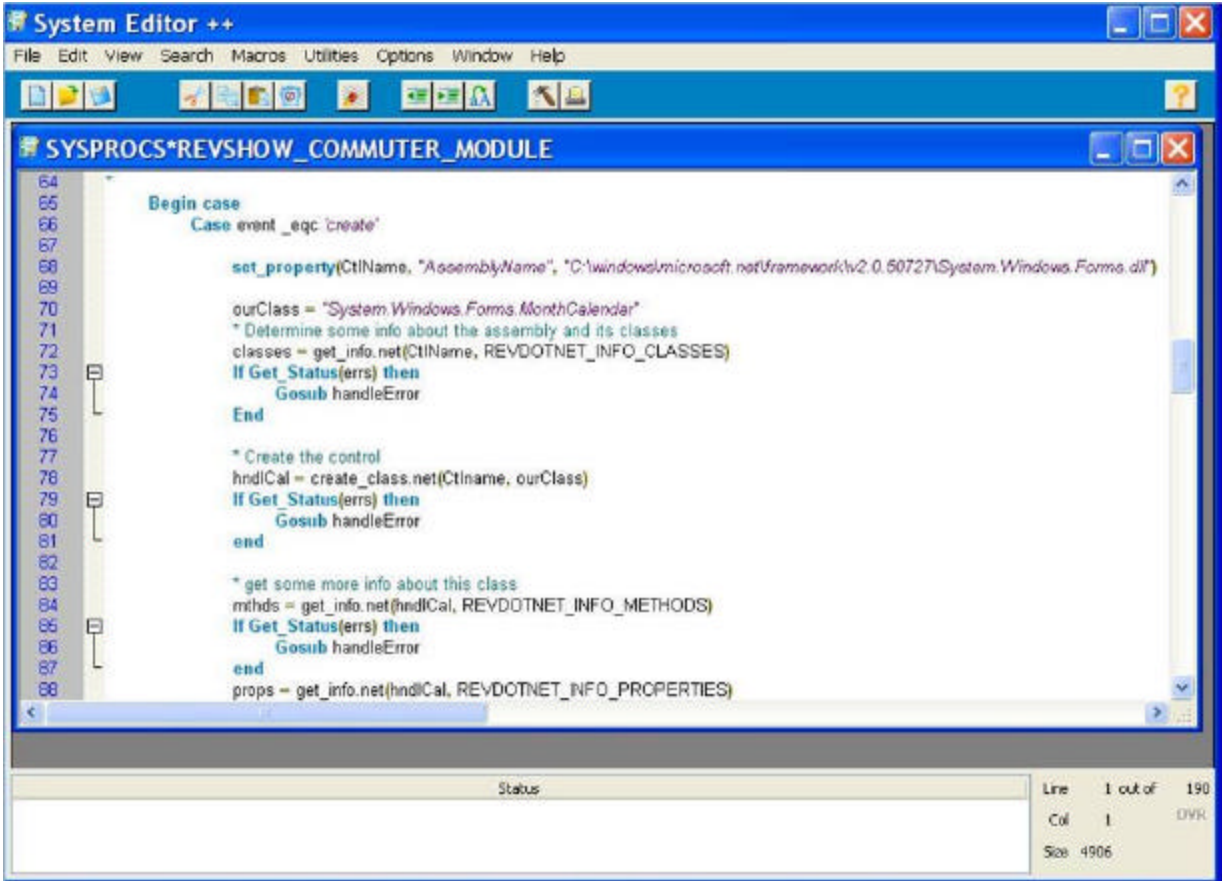 System Editor ++
File Edit View Search Macros Utilities Options Window Help
SYSPROCS*REVSHOW_COMMUTER_MODULE
64 *
65 Begin case
66 Case event _eqc 'create'
67
68 set_property(CtlName, "AssemblyName", "C:\windows\microsoft.net\framework\v2.0.50727\System.Windows.Forms.dll")
69
70 ourClass = "System.Windows.Forms.MonthCalendar"
71 * Determine some info about the assembly and its classes
72 classes = get_info.net(CtlName, REVDOTNET_INFO_CLASSES)
73 If Get_Status(errs) then
74 Gosub handleError
75 End
76
77 * Create the control
78 hndlCal = create_class.net(Ctlname, ourClass)
79 If Get_Status(errs) then
80 Gosub handleError
81 end
82
83 * get some more info about this class
84 mthds = get_info.net(hndlCal, REVDOTNET_INFO_METHODS)
85 If Get_Status(errs) then
86 Gosub handleError
87 end
88 props = get_info.net(hndlCal, REVDOTNET_INFO_PROPERTIES)
Status
Line 1 out of 190
Col 1 OVR
Size 4906